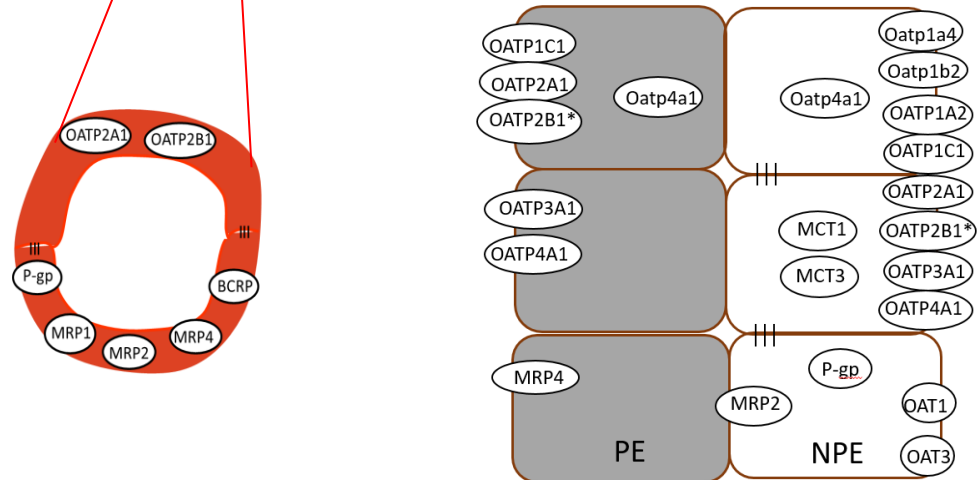 OATP2A1
OATP2B1
P-gp
BCRP
MRP1
MRP2
MRP4
OATP1C1
OATP2A1
OATP2B1*
Oatp4a1
OATP3A1
OATP4A1
MRP4
PE
Oatp4a1
Oatp1a4
Oatp1b2
OATP1A2
OATP1C1
OATP2A1
OATP2B1*
OATP3A1
OATP4A1
MCT1
MCT3
P-gp
MRP2
OAT1
OAT3
NPE